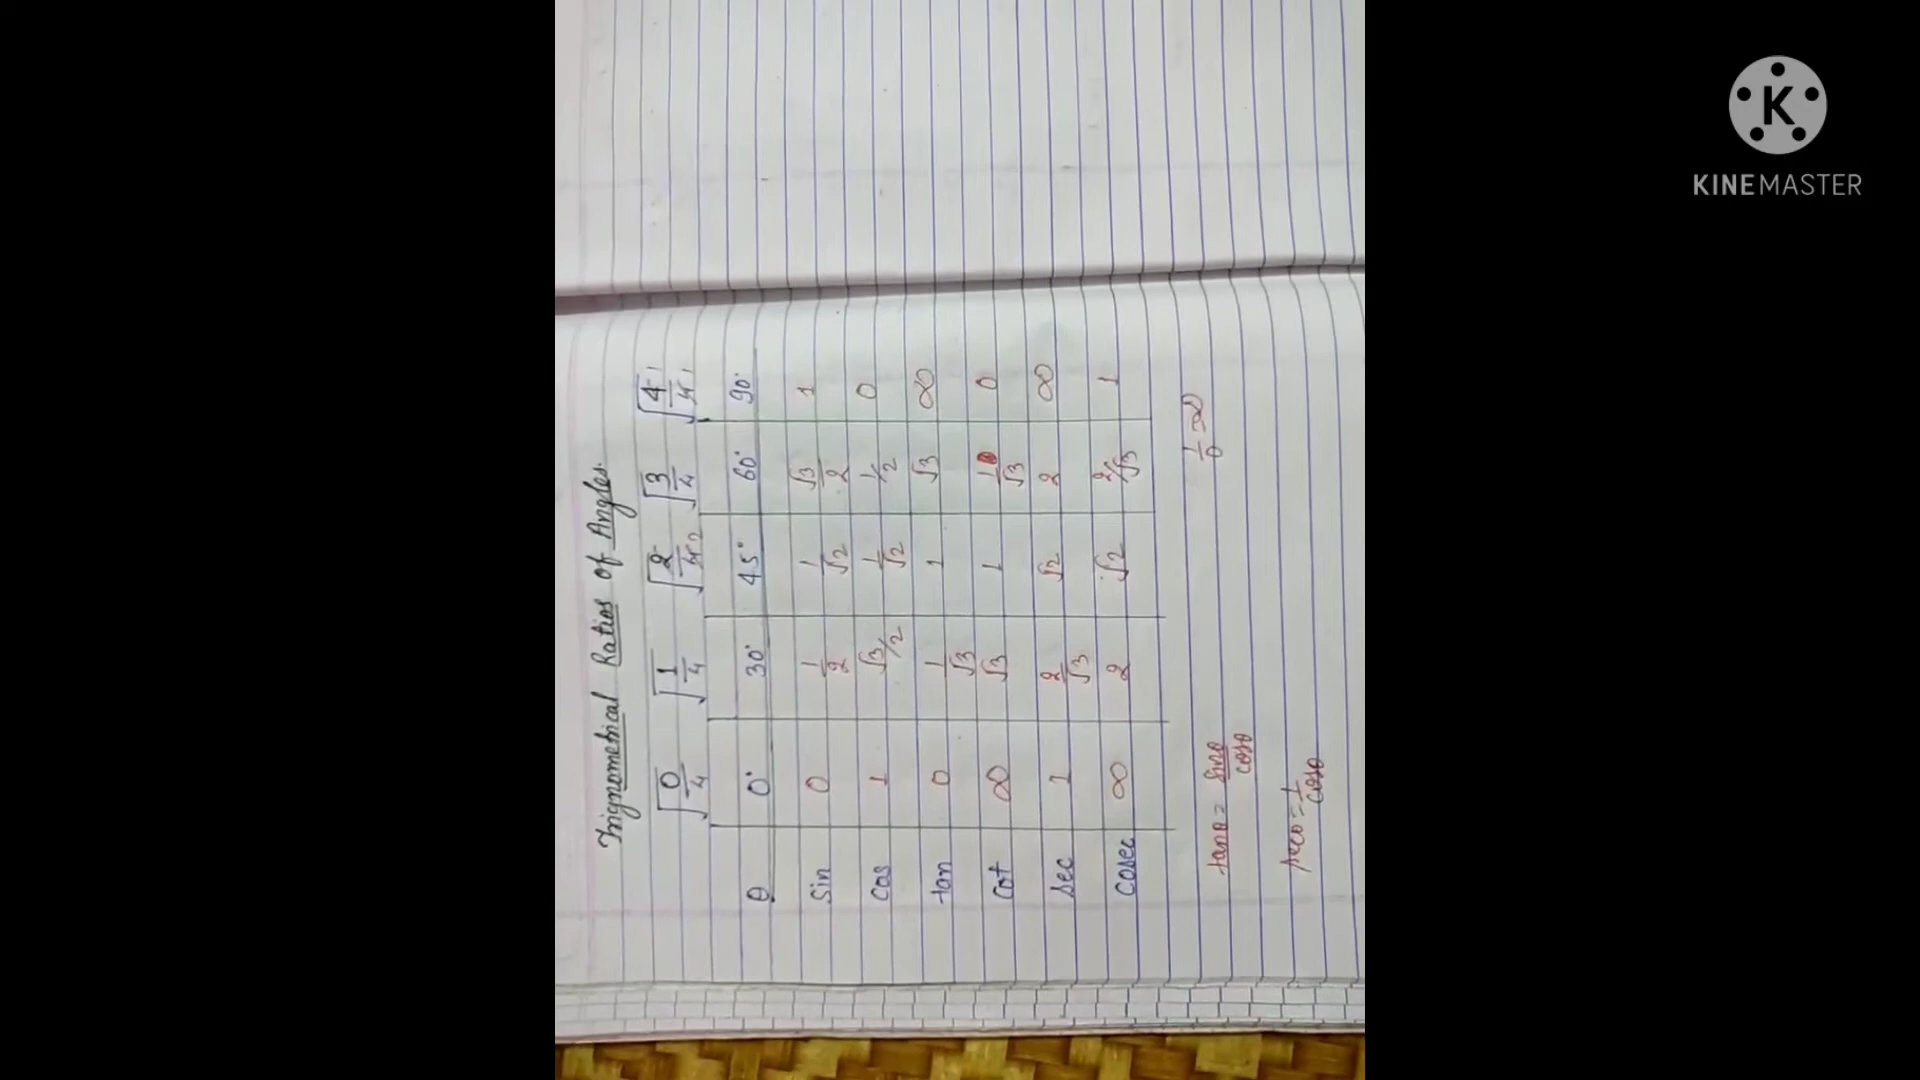 Trignometrical Ratios of Angles.
√0/4 √1/4 √2/4 2 √3/4 √4/4 1
θ 0° 30° 45° 60° 90°
Sin 0 1/2 1/√2 √3/2 1
Cos 1 √3/2 1/√2 1/2 0
tan 0 1/√3 1 √3 ∞
Cot ∞ √3 1 1/√3 0
Sec 1 2/√3 √2 2 ∞
Cosec ∞ 2 √2 2/√3 1
1/0 = ∞
tanθ = sinθ/cosθ
secθ = 1/cosθ
K
KINEMASTER